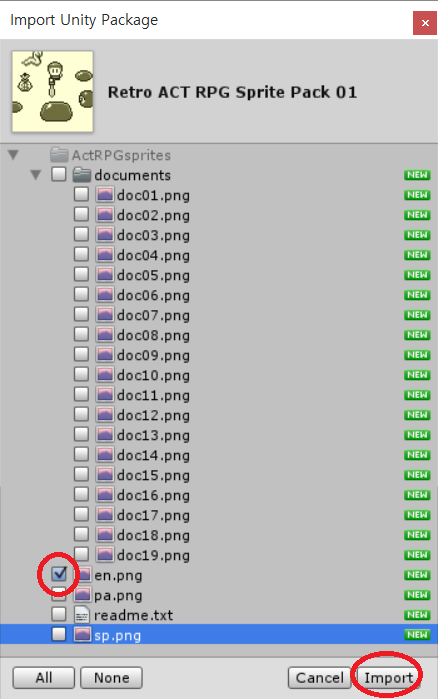 Import Unity Package
Retro ACT RPG Sprite Pack 01
ActRPGsprites
documents NEW
doc01.png NEW
doc02.png NEW
doc03.png NEW
doc04.png NEW
doc05.png NEW
doc06.png NEW
doc07.png NEW
doc08.png NEW
doc09.png NEW
doc10.png NEW
doc11.png NEW
doc12.png NEW
doc13.png NEW
doc14.png NEW
doc15.png NEW
doc16.png NEW
doc17.png NEW
doc18.png NEW
doc19.png NEW
en.png NEW
pa.png NEW
readme.txt NEW
sp.png NEW
All None Cancel Import